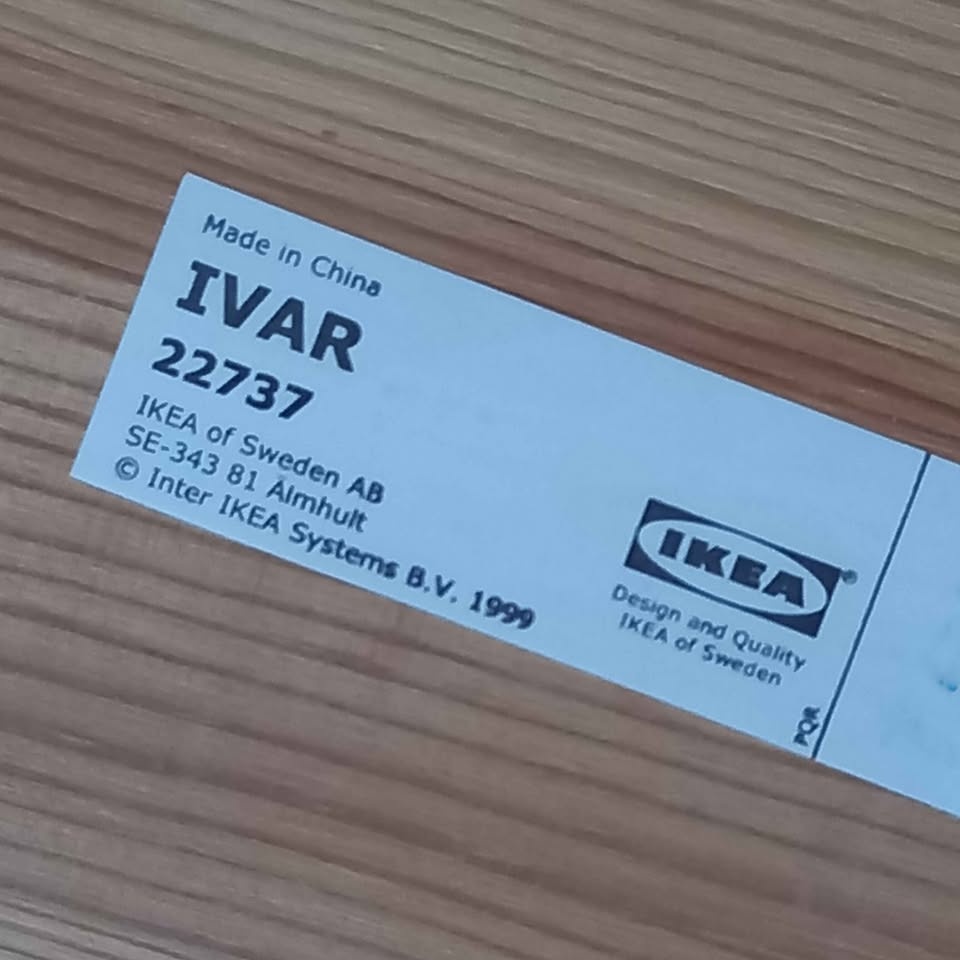 Made in China
IVAR
22737
IKEA of Sweden AB
SE-343 81 Älmhult
© Inter IKEA Systems B.V. 1999
IKEA®
Design and Quality
IKEA of Sweden
PQR